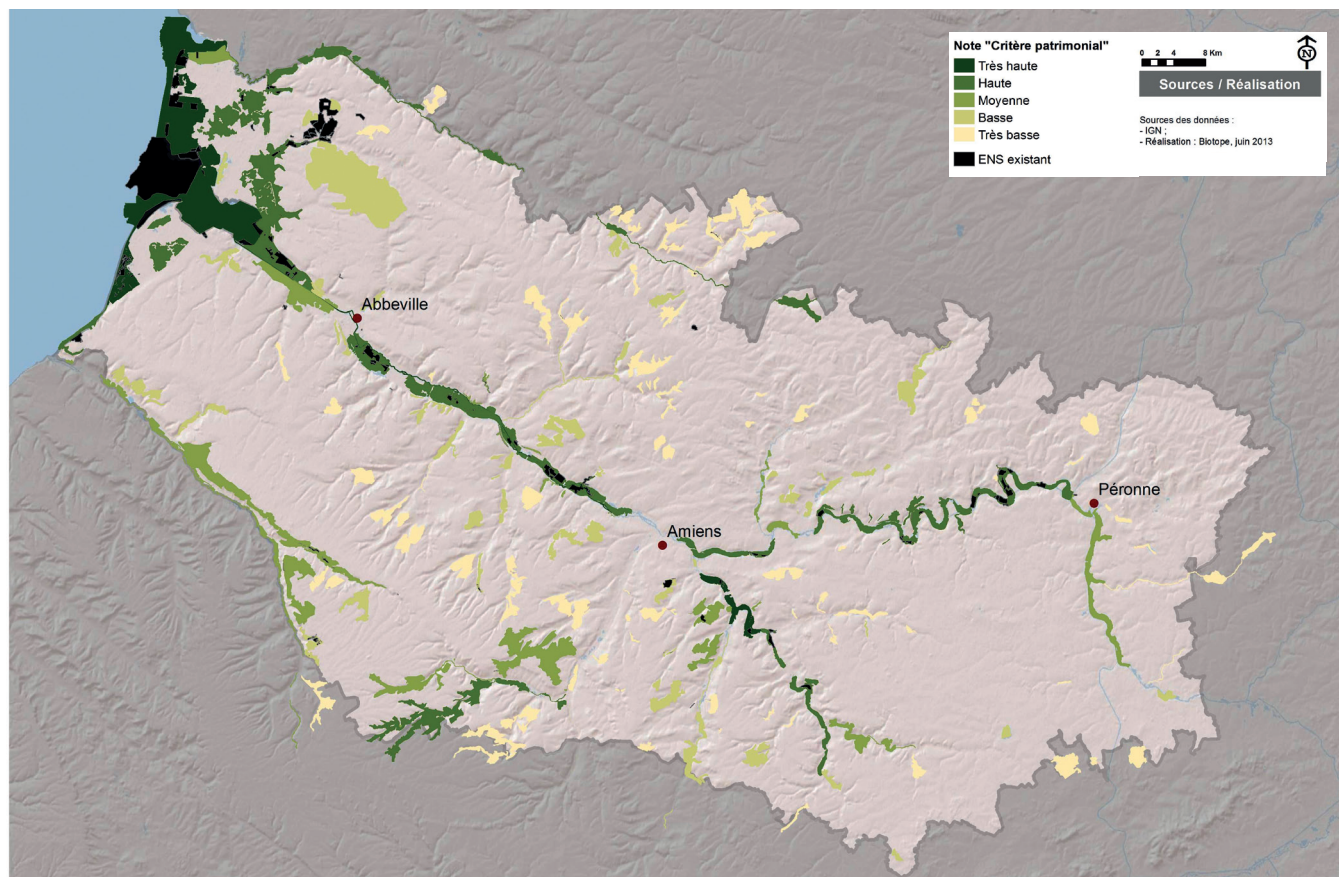 Note "Critère patrimonial"
Très haute
Haute
Moyenne
Basse
Très basse
ENS existant
0 2 4 8 Km
N
Sources / Réalisation
Sources des données :
- IGN ;
- Réalisation : Biotope, juin 2013
Abbeville
Péronne
Amiens